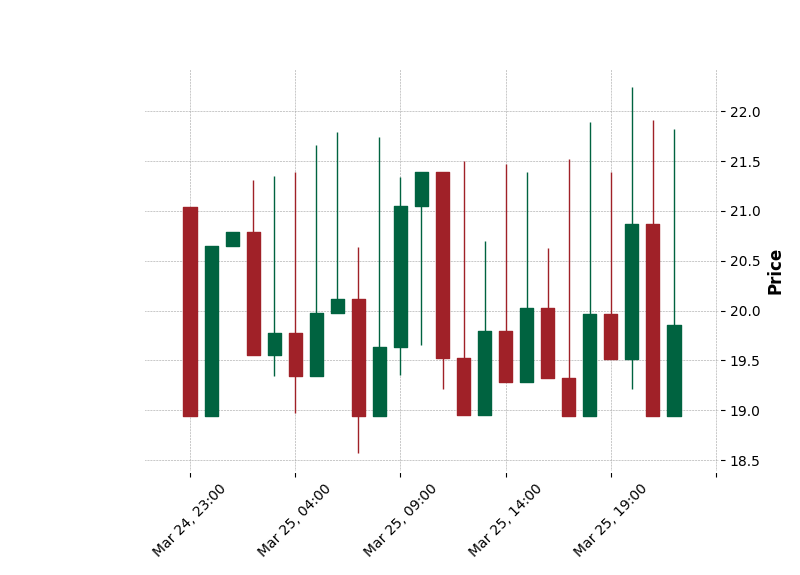 22.0
21.5
21.0
20.5
20.0
19.5
19.0
18.5
Price
Mar 24, 23:00
Mar 25, 04:00
Mar 25, 09:00
Mar 25, 14:00
Mar 25, 19:00